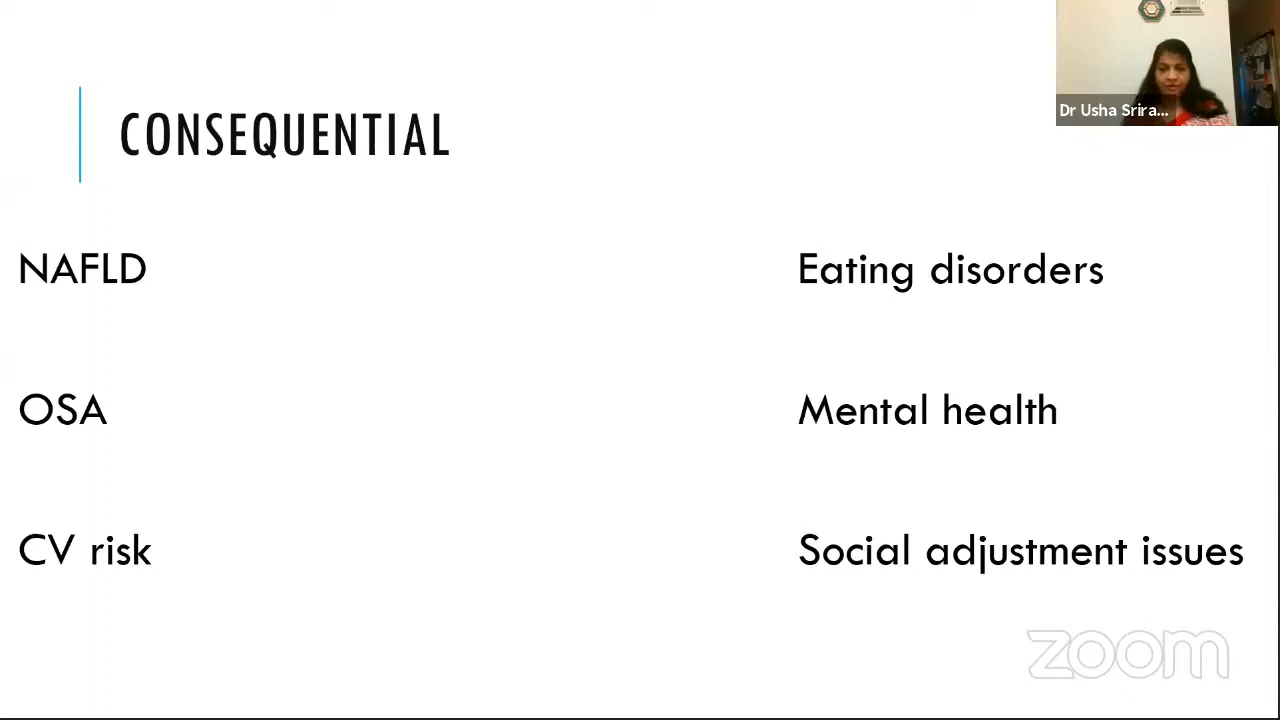 Dr Usha Srira...
CONSEQUENTIAL
NAFLD
Eating disorders
OSA
Mental health
CV risk
Social adjustment issues
zoom